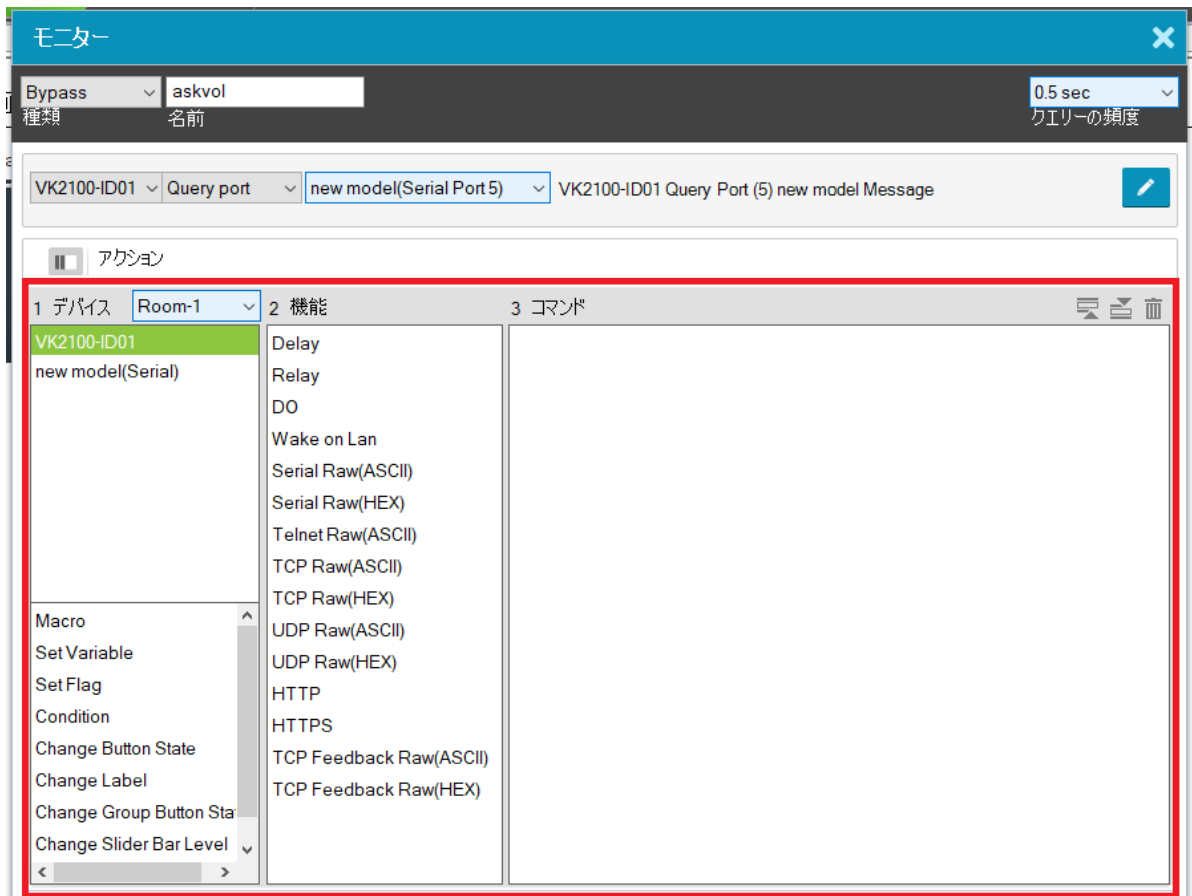 モニター
Bypass askvol 0.5 sec
種類 名前 クエリーの頻度
VK2100-ID01 Query port new model(Serial Port 5) VK2100-ID01 Query Port (5) new model Message
アクション
1 デバイス Room-1 2 機能 3 コマンド
VK2100-ID01
new model(Serial)
Macro
Set Variable
Set Flag
Condition
Change Button State
Change Label
Change Group Button Sta
Change Slider Bar Level
Delay
Relay
DO
Wake on Lan
Serial Raw(ASCII)
Serial Raw(HEX)
Telnet Raw(ASCII)
TCP Raw(ASCII)
TCP Raw(HEX)
UDP Raw(ASCII)
UDP Raw(HEX)
HTTP
HTTPS
TCP Feedback Raw(ASCII)
TCP Feedback Raw(HEX)